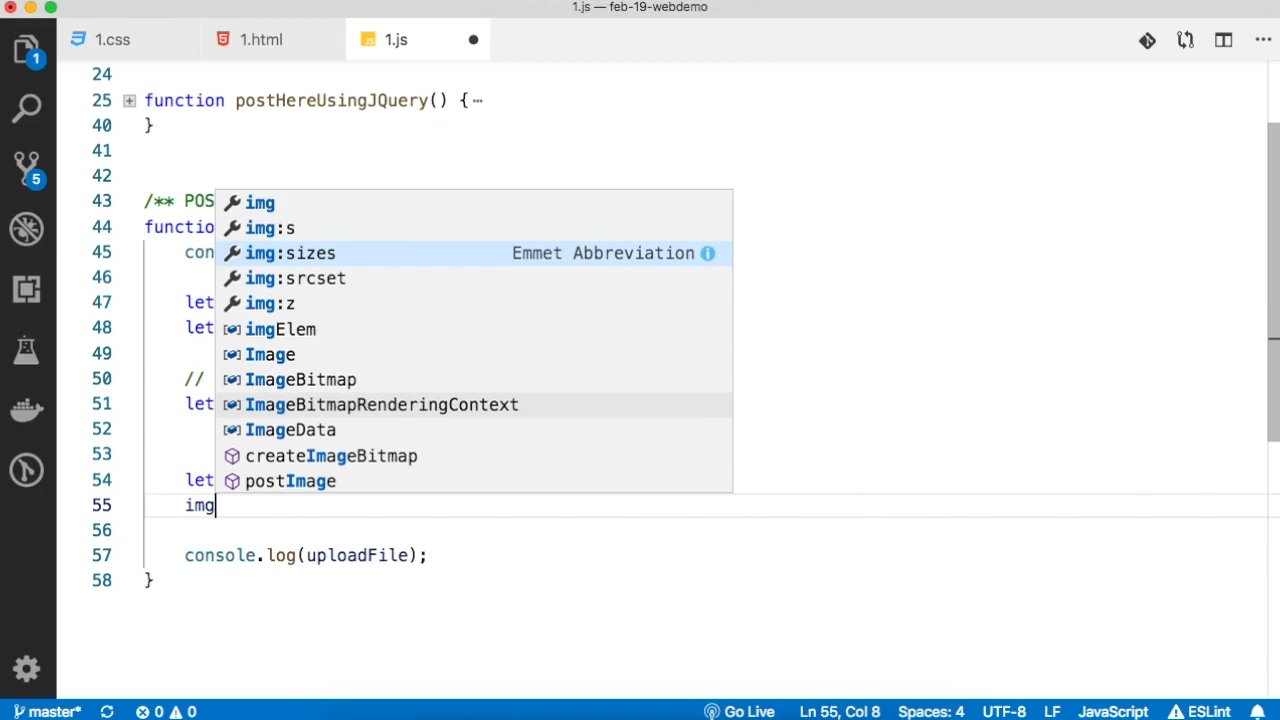 1.js — feb-19-webdemo
1.css
1.html
1.js
1
5
24
25 function postHereUsingJQuery() {⋯
40 }
41
42
43 /** POS
44 functio
45 con
46
47 let
48 let
49
50 //
51 let
52
53
54 let
55 img
56
57 console.log(uploadFile);
58 }
img
img:s
img:sizes Emmet Abbreviation
img:srcset
img:z
imgElem
Image
ImageBitmap
ImageBitmapRenderingContext
ImageData
createImageBitmap
postImage
master* 0 0 Go Live Ln 55, Col 8 Spaces: 4 UTF-8 LF JavaScript ESLint